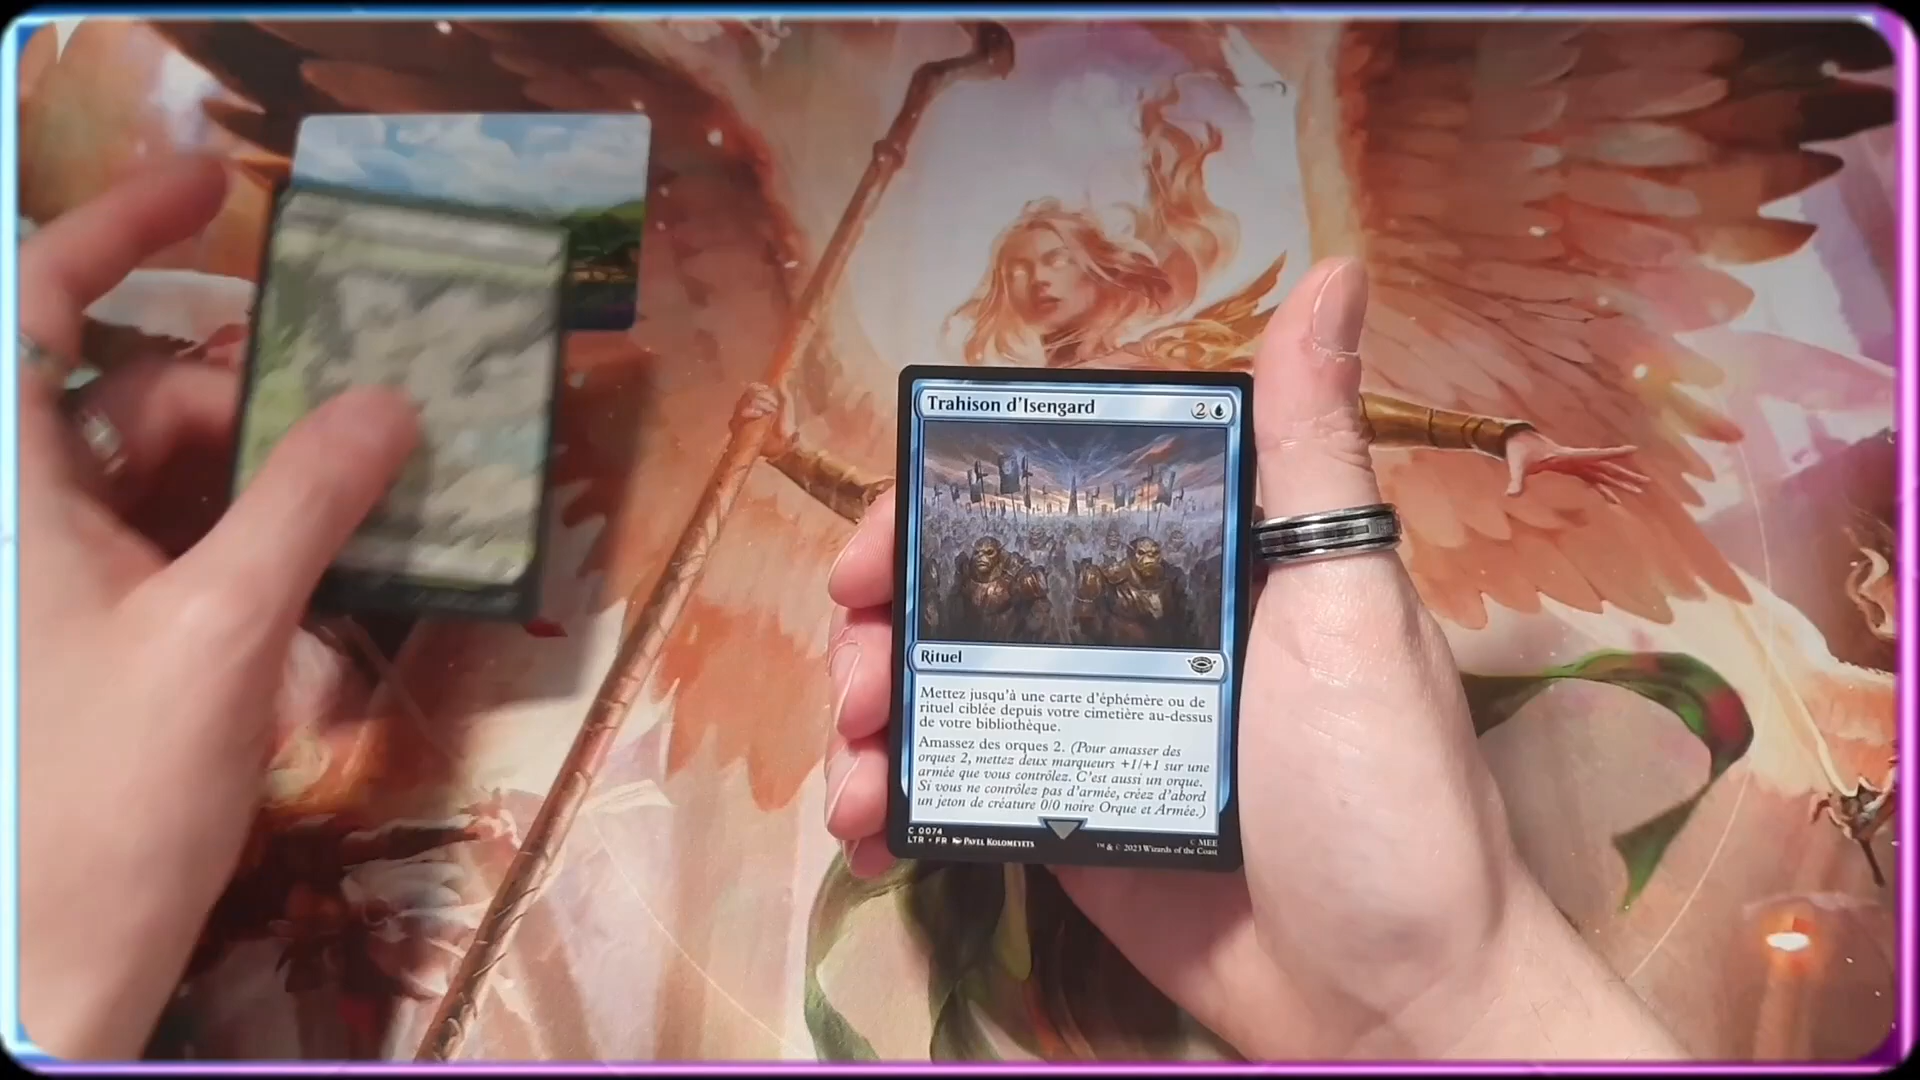 Trahison d'Isengard 2
Rituel
Mettez jusqu'à une carte d'éphémère ou de
rituel ciblée depuis votre cimetière au-dessus
de votre bibliothèque.
Amassez des orques 2. (Pour amasser des
orques 2, mettez deux marqueurs +1/+1 sur une
armée que vous contrôlez. C'est aussi un orque.
Si vous ne contrôlez pas d'armée, créez d'abord
un jeton de créature 0/0 noire Orque et Armée.)
C 0074
LTR • FR PAVEL KOLOMEYETS
© MEE
™ & © 2023 Wizards of the Coast